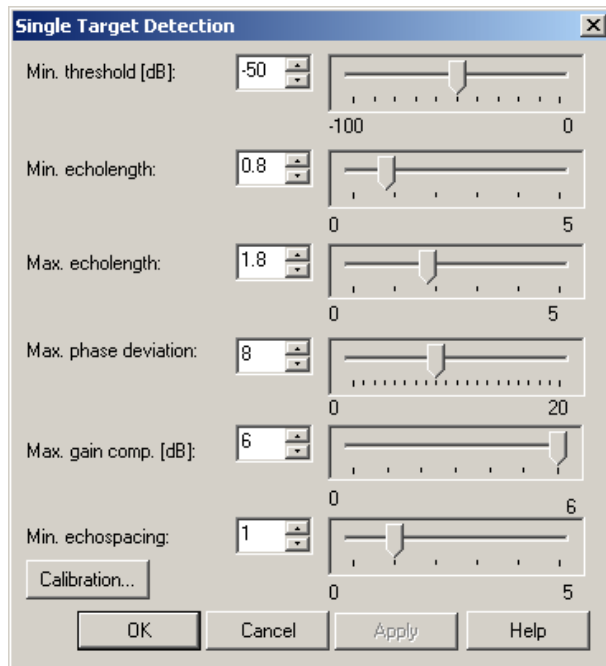 Single Target Detection
Min. threshold [dB]:
-50
-100 0
Min. echolength:
0.8
0 5
Max. echolength:
1.8
0 5
Max. phase deviation:
8
0 20
Max. gain comp. [dB]:
6
0 6
Min. echospacing:
1
0 5
Calibration...
OK Cancel Apply Help